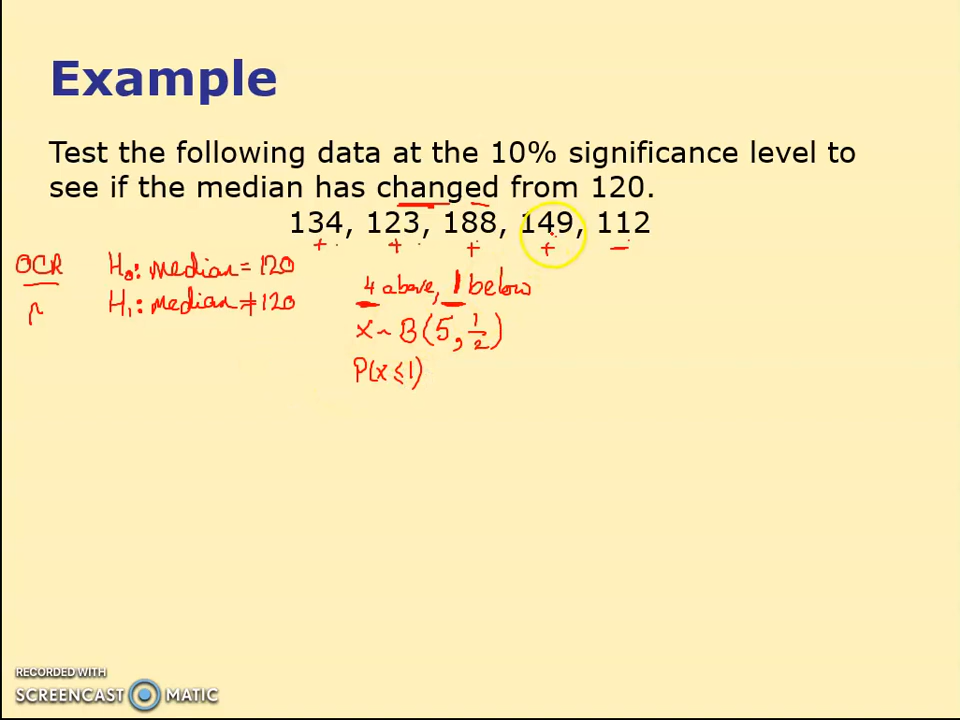 Example
Test the following data at the 10% significance level to
see if the median has changed from 120.
134, 123, 188, 149, 112
+ + + + −
OCR
H₀: median = 120
H₁: median ≠ 120
4 above, 1 below
X ~ B(5, 1/2)
P(X ≤ 1)
RECORDED WITH
SCREENCAST MATIC